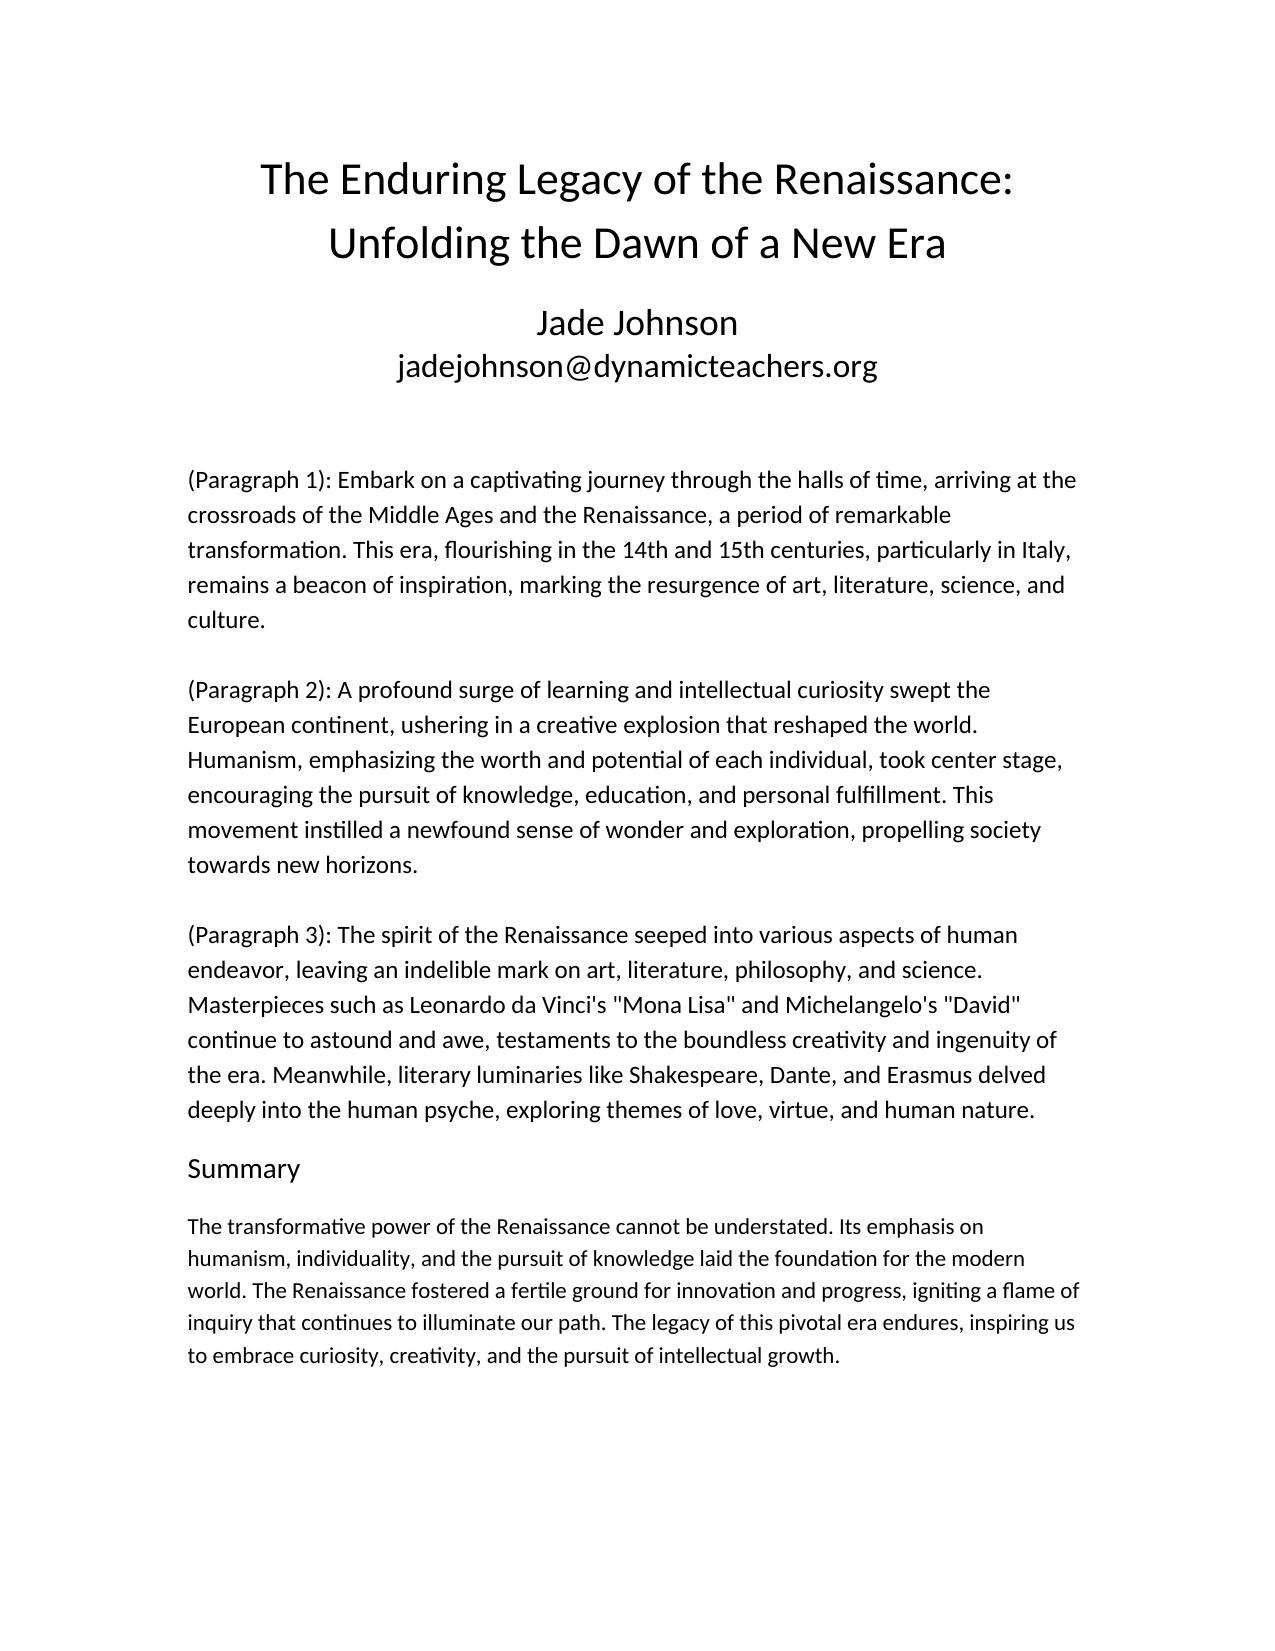 The Enduring Legacy of the Renaissance:
Unfolding the Dawn of a New Era
Jade Johnson
jadejohnson@dynamicteachers.org
(Paragraph 1): Embark on a captivating journey through the halls of time, arriving at the
crossroads of the Middle Ages and the Renaissance, a period of remarkable
transformation. This era, flourishing in the 14th and 15th centuries, particularly in Italy,
remains a beacon of inspiration, marking the resurgence of art, literature, science, and
culture.
(Paragraph 2): A profound surge of learning and intellectual curiosity swept the
European continent, ushering in a creative explosion that reshaped the world.
Humanism, emphasizing the worth and potential of each individual, took center stage,
encouraging the pursuit of knowledge, education, and personal fulfillment. This
movement instilled a newfound sense of wonder and exploration, propelling society
towards new horizons.
(Paragraph 3): The spirit of the Renaissance seeped into various aspects of human
endeavor, leaving an indelible mark on art, literature, philosophy, and science.
Masterpieces such as Leonardo da Vinci's "Mona Lisa" and Michelangelo's "David"
continue to astound and awe, testaments to the boundless creativity and ingenuity of
the era. Meanwhile, literary luminaries like Shakespeare, Dante, and Erasmus delved
deeply into the human psyche, exploring themes of love, virtue, and human nature.
Summary
The transformative power of the Renaissance cannot be understated. Its emphasis on
humanism, individuality, and the pursuit of knowledge laid the foundation for the modern
world. The Renaissance fostered a fertile ground for innovation and progress, igniting a flame of
inquiry that continues to illuminate our path. The legacy of this pivotal era endures, inspiring us
to embrace curiosity, creativity, and the pursuit of intellectual growth.